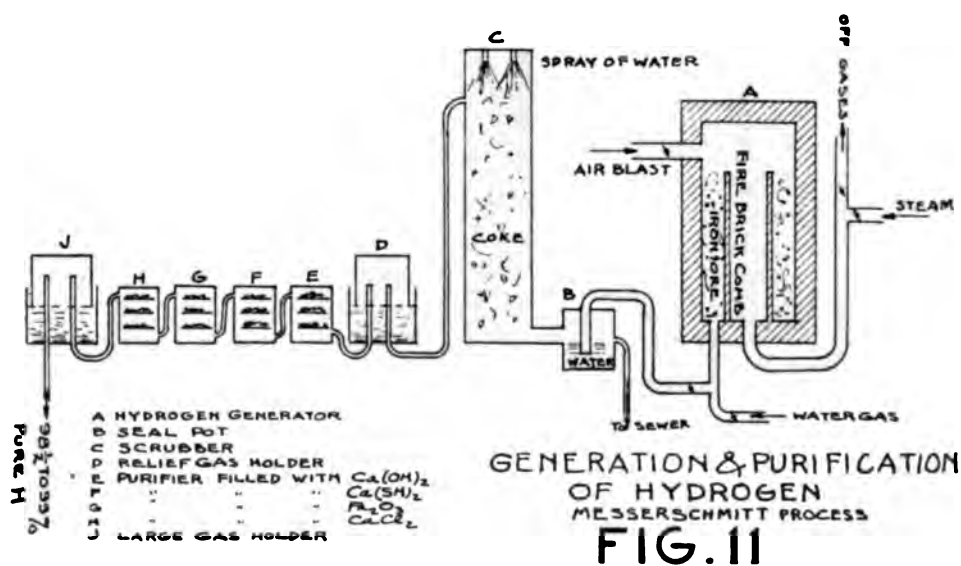 C
SPRAY OF WATER
A
OFF GASES
AIR BLAST
STEAM
FIRE BRICK COMB
IRON ORE
COKE
J
H
G
F
E
D
B
WATER
TO SEWER
WATER GAS
PURE H
98½ TO 99%
A HYDROGEN GENERATOR
B SEAL POT
C SCRUBBER
D RELIEF GAS HOLDER
E PURIFIER FILLED WITH Ca(OH)₂
F " " " Ca(SH)₂
G " " " Fe₂O₃
H " " " CaCl₂
J LARGE GAS HOLDER
GENERATION & PURIFICATION
OF HYDROGEN
MESSERSCHMITT PROCESS
FIG. 11